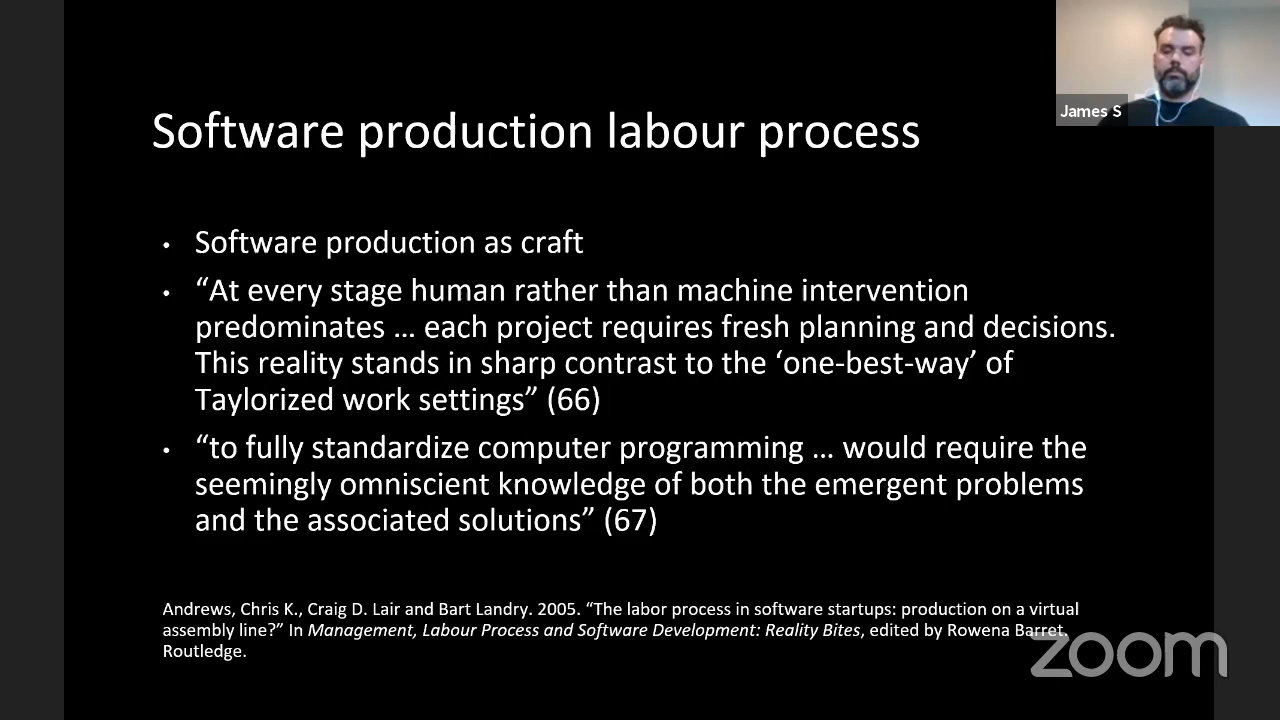 James S
Software production labour process
• Software production as craft
• “At every stage human rather than machine intervention
predominates … each project requires fresh planning and decisions.
This reality stands in sharp contrast to the ‘one-best-way’ of
Taylorized work settings” (66)
• “to fully standardize computer programming … would require the
seemingly omniscient knowledge of both the emergent problems
and the associated solutions” (67)
Andrews, Chris K., Craig D. Lair and Bart Landry. 2005. “The labor process in software startups: production on a virtual
assembly line?” In Management, Labour Process and Software Development: Reality Bites, edited by Rowena Barret.
Routledge.
zoom